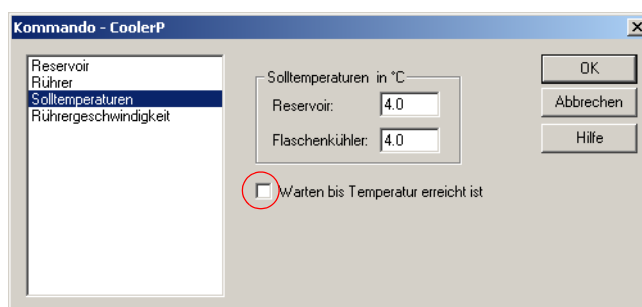 Kommando - CoolerP
Reservoir
Rührer
Solltemperaturen
Rührergeschwindigkeit
Solltemperaturen in °C
Reservoir: 4.0
Flaschenkühler: 4.0
Warten bis Temperatur erreicht ist
OK
Abbrechen
Hilfe